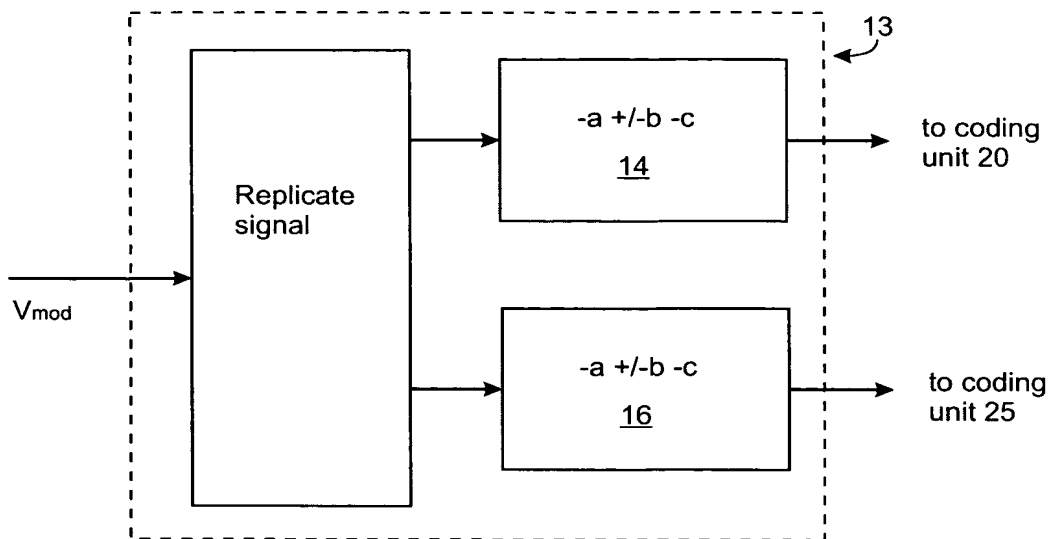 13
-a +/-b -c
14
to coding
unit 20
Replicate
signal
Vmod
-a +/-b -c
16
to coding
unit 25